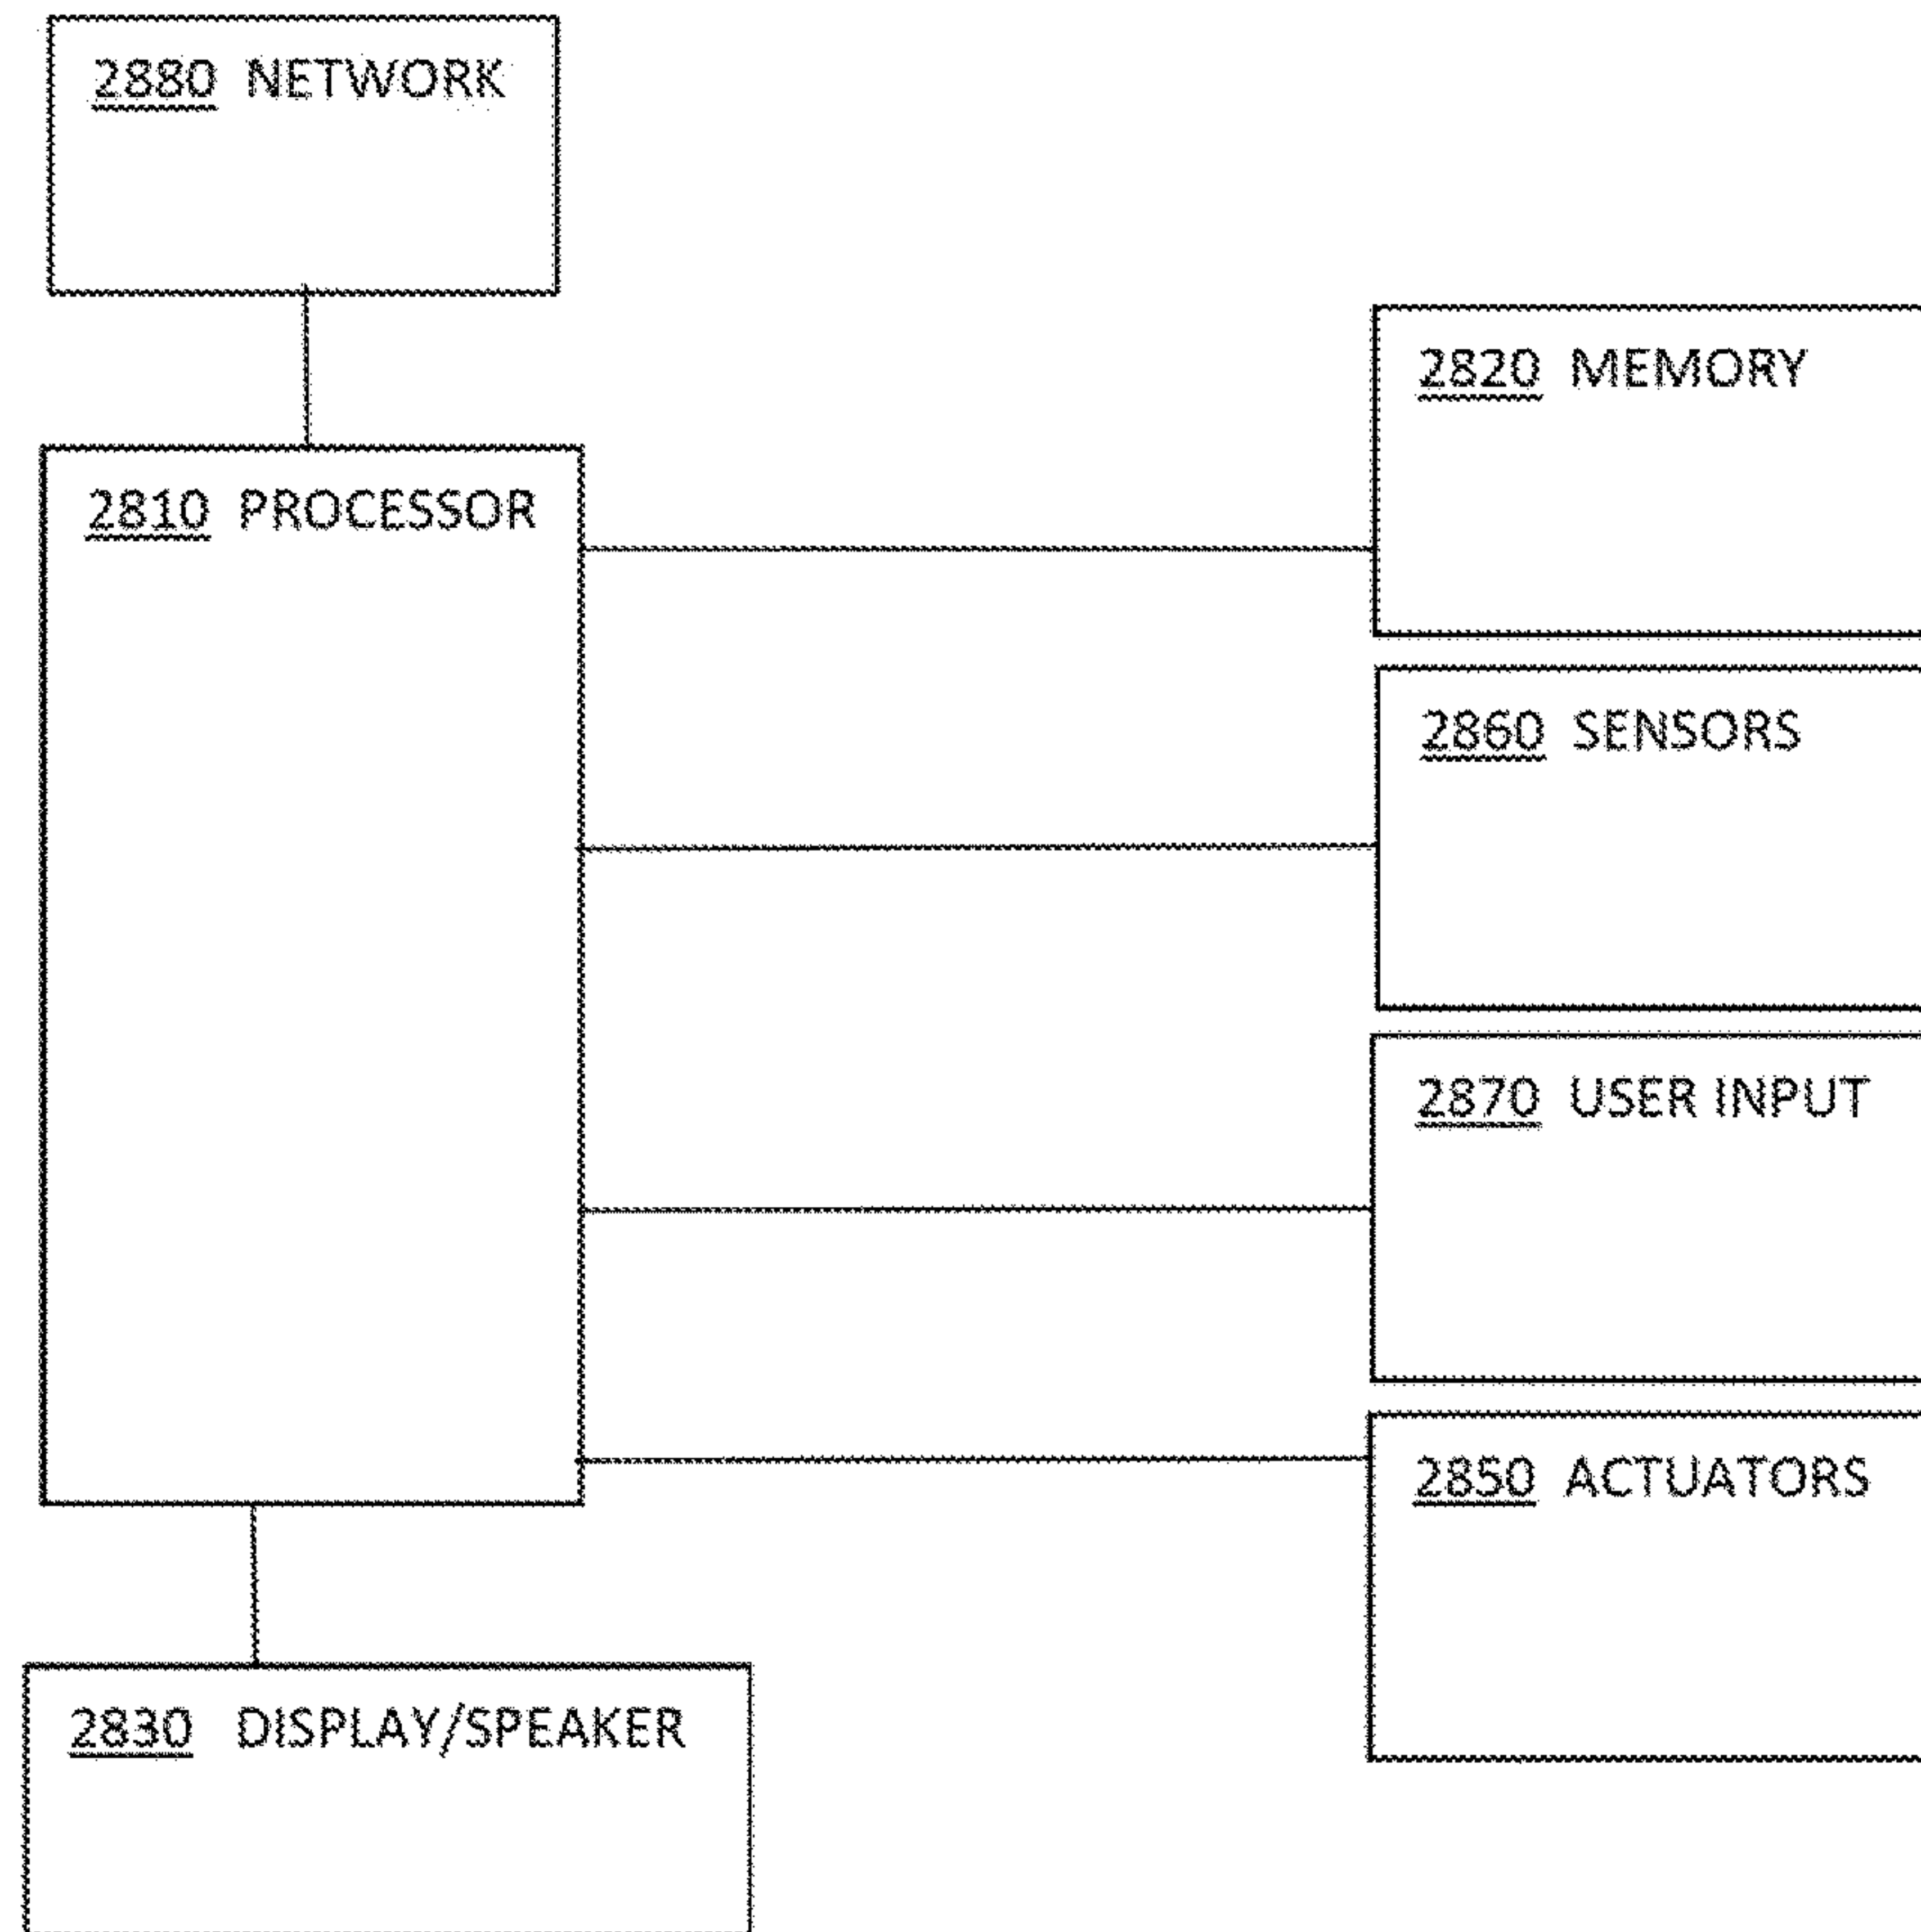 2880 NETWORK
2820 MEMORY
2810 PROCESSOR
2860 SENSORS
2870 USER INPUT
2850 ACTUATORS
2830 DISPLAY/SPEAKER